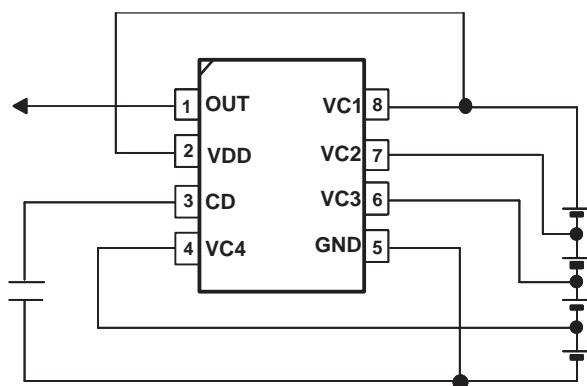 1 OUT VC1 8
2 VDD VC2 7
3 CD VC3 6
4 VC4 GND 5